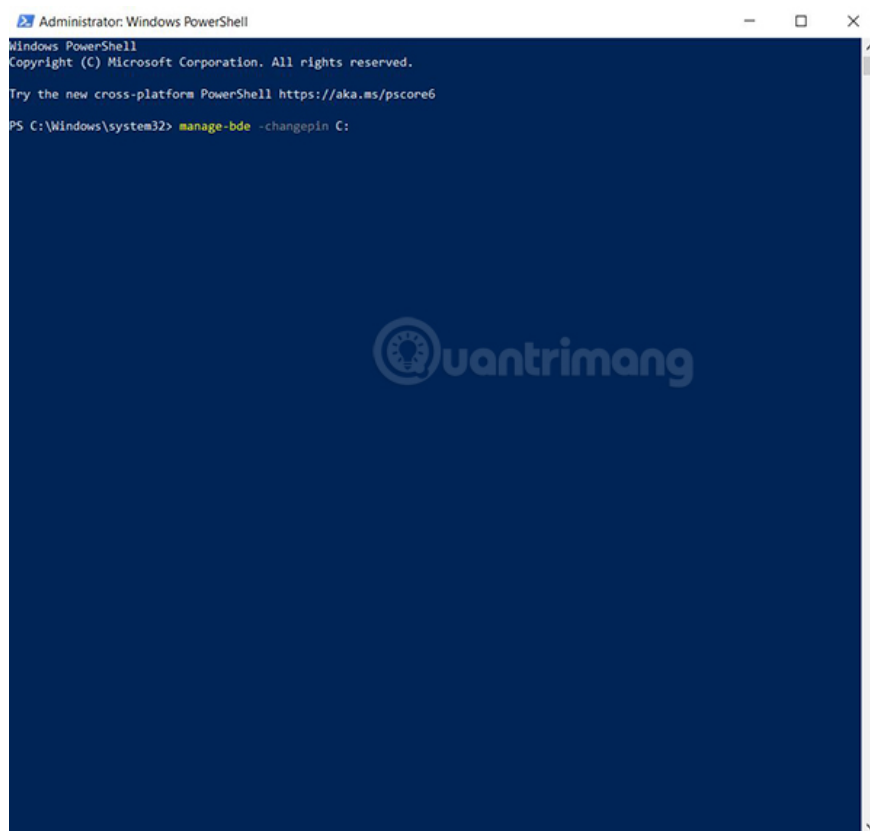 Administrator: Windows PowerShell
Windows PowerShell
Copyright (C) Microsoft Corporation. All rights reserved.
Try the new cross-platform PowerShell https://aka.ms/pscore6
PS C:\Windows\system32> manage-bde -changepin C:
Quantrimang